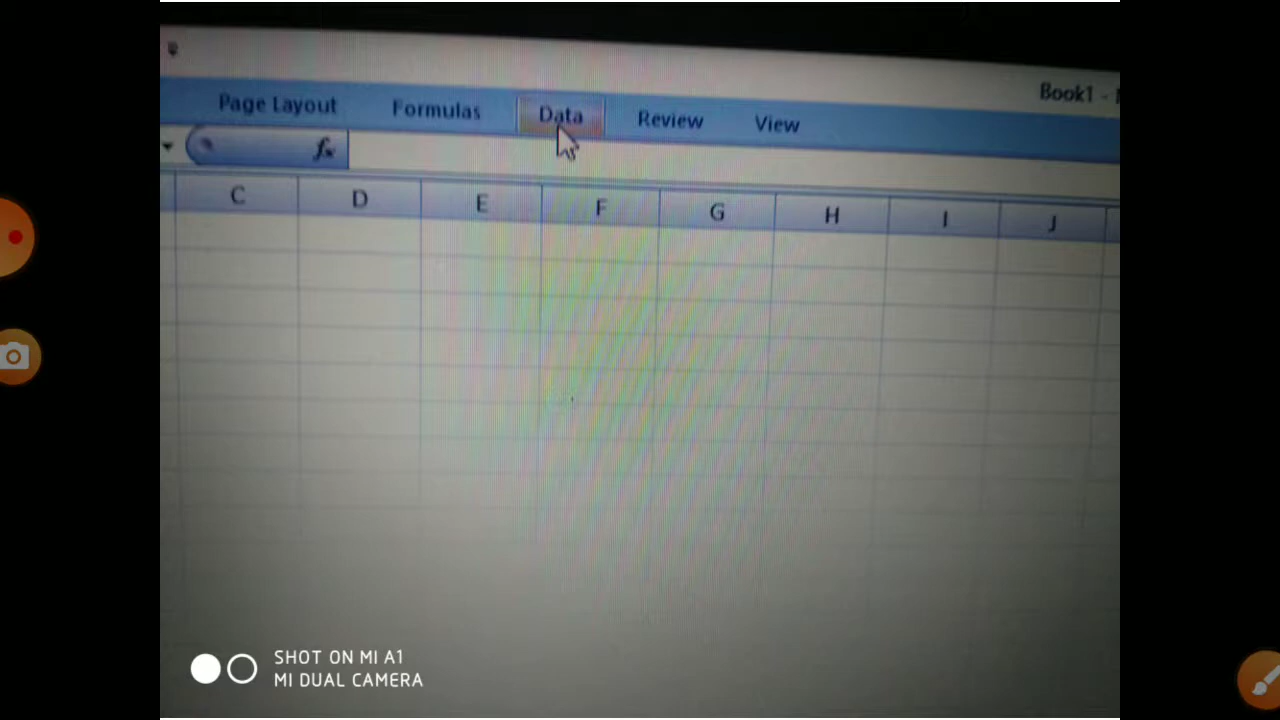 Book1 -
Page Layout Formulas Data Review View
fx
C D E F G H I J
SHOT ON MI A1
MI DUAL CAMERA